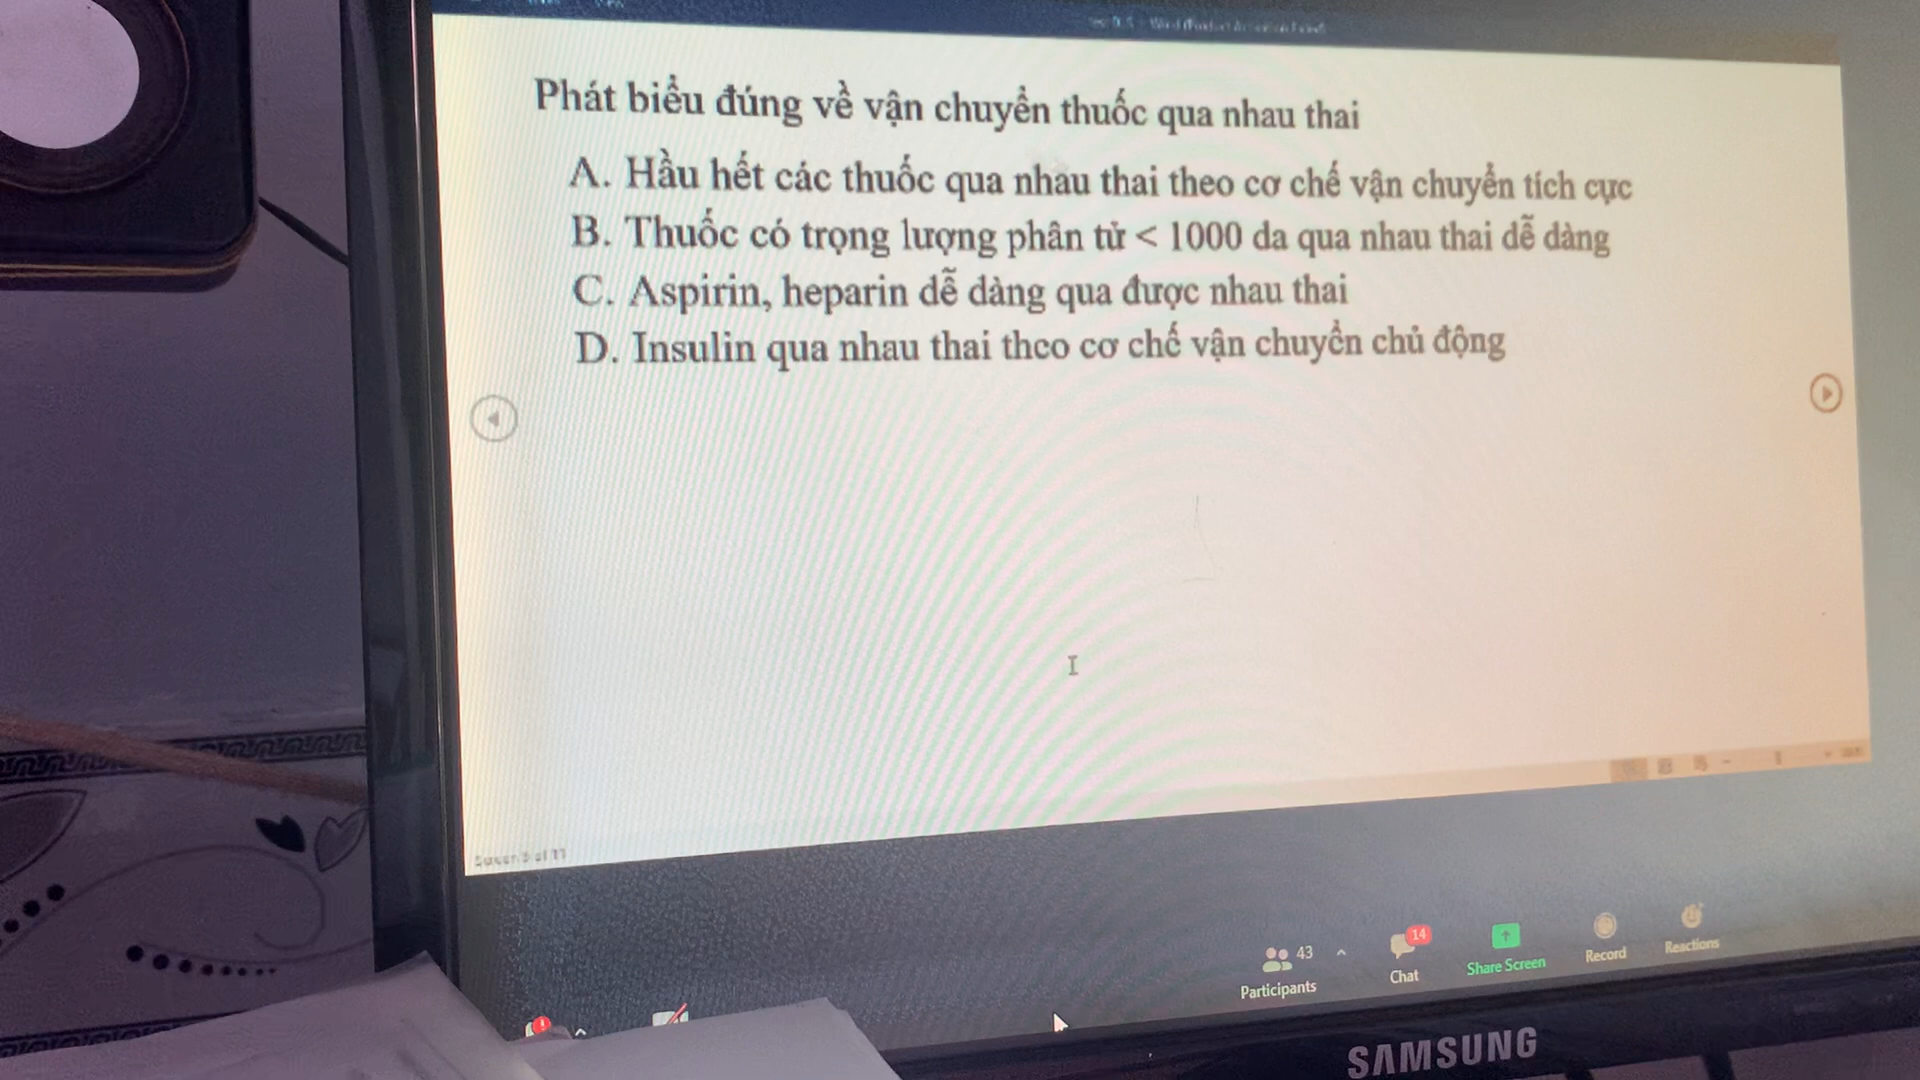 Phát biểu đúng về vận chuyển thuốc qua nhau thai
A. Hầu hết các thuốc qua nhau thai theo cơ chế vận chuyển tích cực
B. Thuốc có trọng lượng phân tử < 1000 da qua nhau thai dễ dàng
C. Aspirin, heparin dễ dàng qua được nhau thai
D. Insulin qua nhau thai theo cơ chế vận chuyển chủ động
43
14
Participants
Chat
Share Screen
Record
Reactions
SAMSUNG